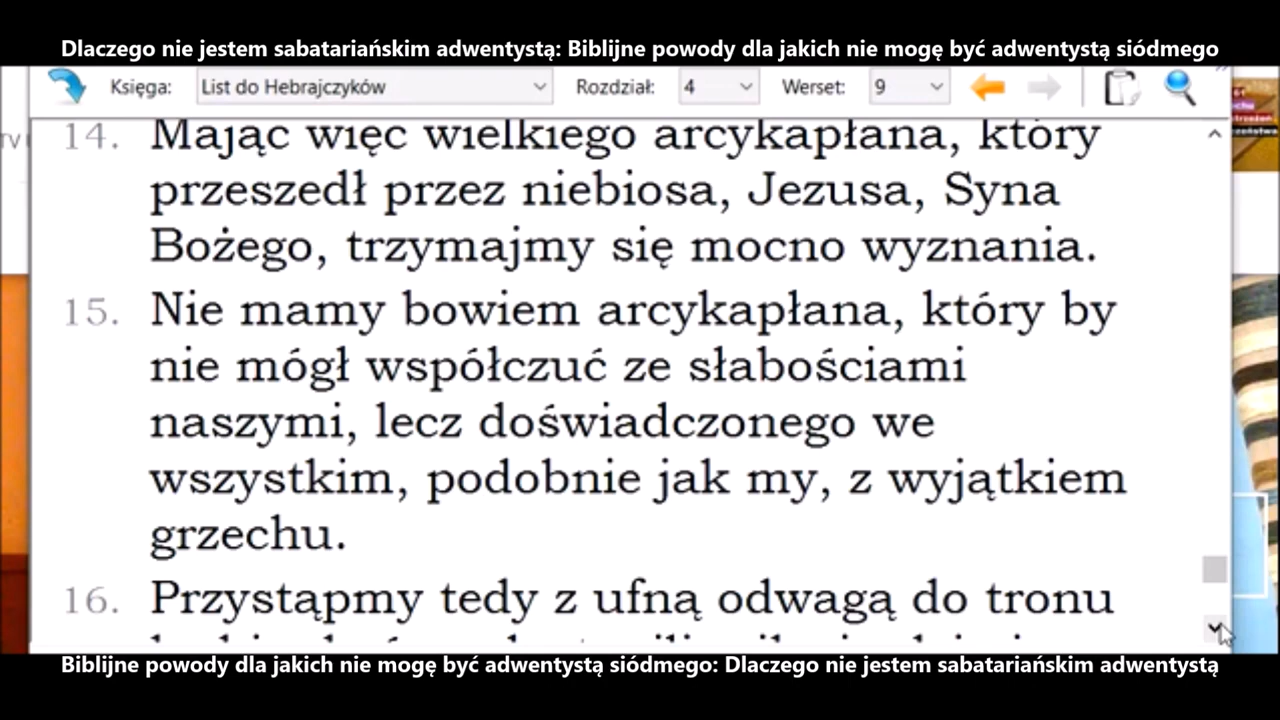 Dlaczego nie jestem sabatariańskim adwentystą: Biblijne powody dla jakich nie mogę być adwentystą siódmego
Księga: List do Hebrajczyków Rozdział: 4 Werset: 9
14. Mając więc wielkiego arcykapłana, który
przeszedł przez niebiosa, Jezusa, Syna
Bożego, trzymajmy się mocno wyznania.
15. Nie mamy bowiem arcykapłana, który by
nie mógł współczuć ze słabościami
naszymi, lecz doświadczonego we
wszystkim, podobnie jak my, z wyjątkiem
grzechu.
16. Przystąpmy tedy z ufną odwagą do tronu
Biblijne powody dla jakich nie mogę być adwentystą siódmego: Dlaczego nie jestem sabatariańskim adwentystą